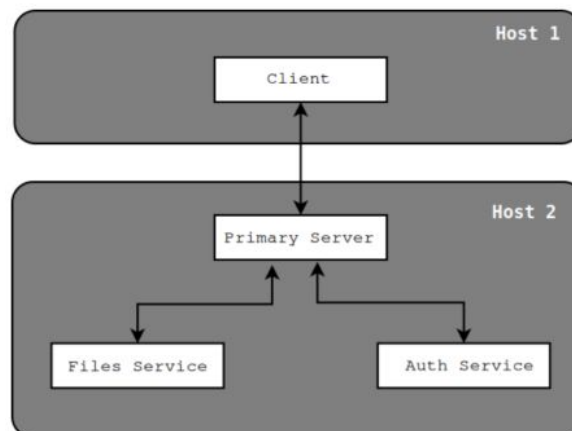 Host 1
Client
Host 2
Primary Server
Files Service
Auth Service